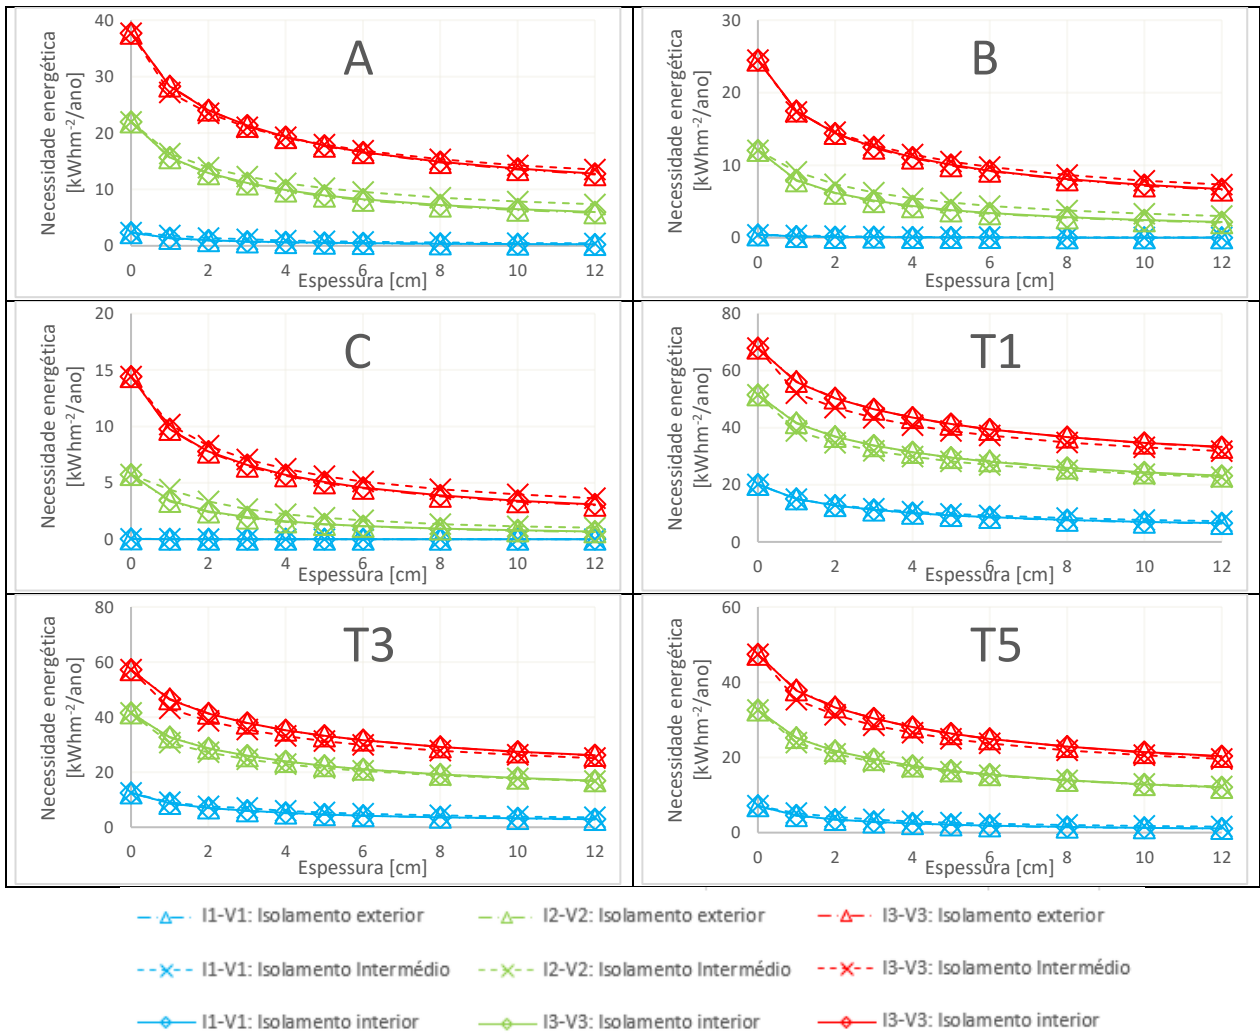 A
Necessidade energética
[kWhm⁻²/ano]
40
30
20
10
0
0 2 4 6 8 10 12
Espessura [cm]
B
Necessidade energética
[kWhm⁻²/ano]
30
20
10
0
0 2 4 6 8 10 12
Espessura [cm]
C
Necessidade energética
[kWhm⁻²/ano]
20
15
10
5
0
0 2 4 6 8 10 12
Espessura [cm]
T1
Necessidade energética
[kWhm⁻²/ano]
80
60
40
20
0
0 2 4 6 8 10 12
Espessura [cm]
T3
Necessidade energética
[kWhm⁻²/ano]
80
60
40
20
0
0 2 4 6 8 10 12
Espessura [cm]
T5
Necessidade energética
[kWhm⁻²/ano]
60
40
20
0
0 2 4 6 8 10 12
Espessura [cm]
I1-V1: Isolamento exterior I2-V2: Isolamento exterior I3-V3: Isolamento exterior
I1-V1: Isolamento Intermédio I2-V2: Isolamento Intermédio I3-V3: Isolamento Intermédio
I1-V1: Isolamento interior I3-V3: Isolamento interior I3-V3: Isolamento interior